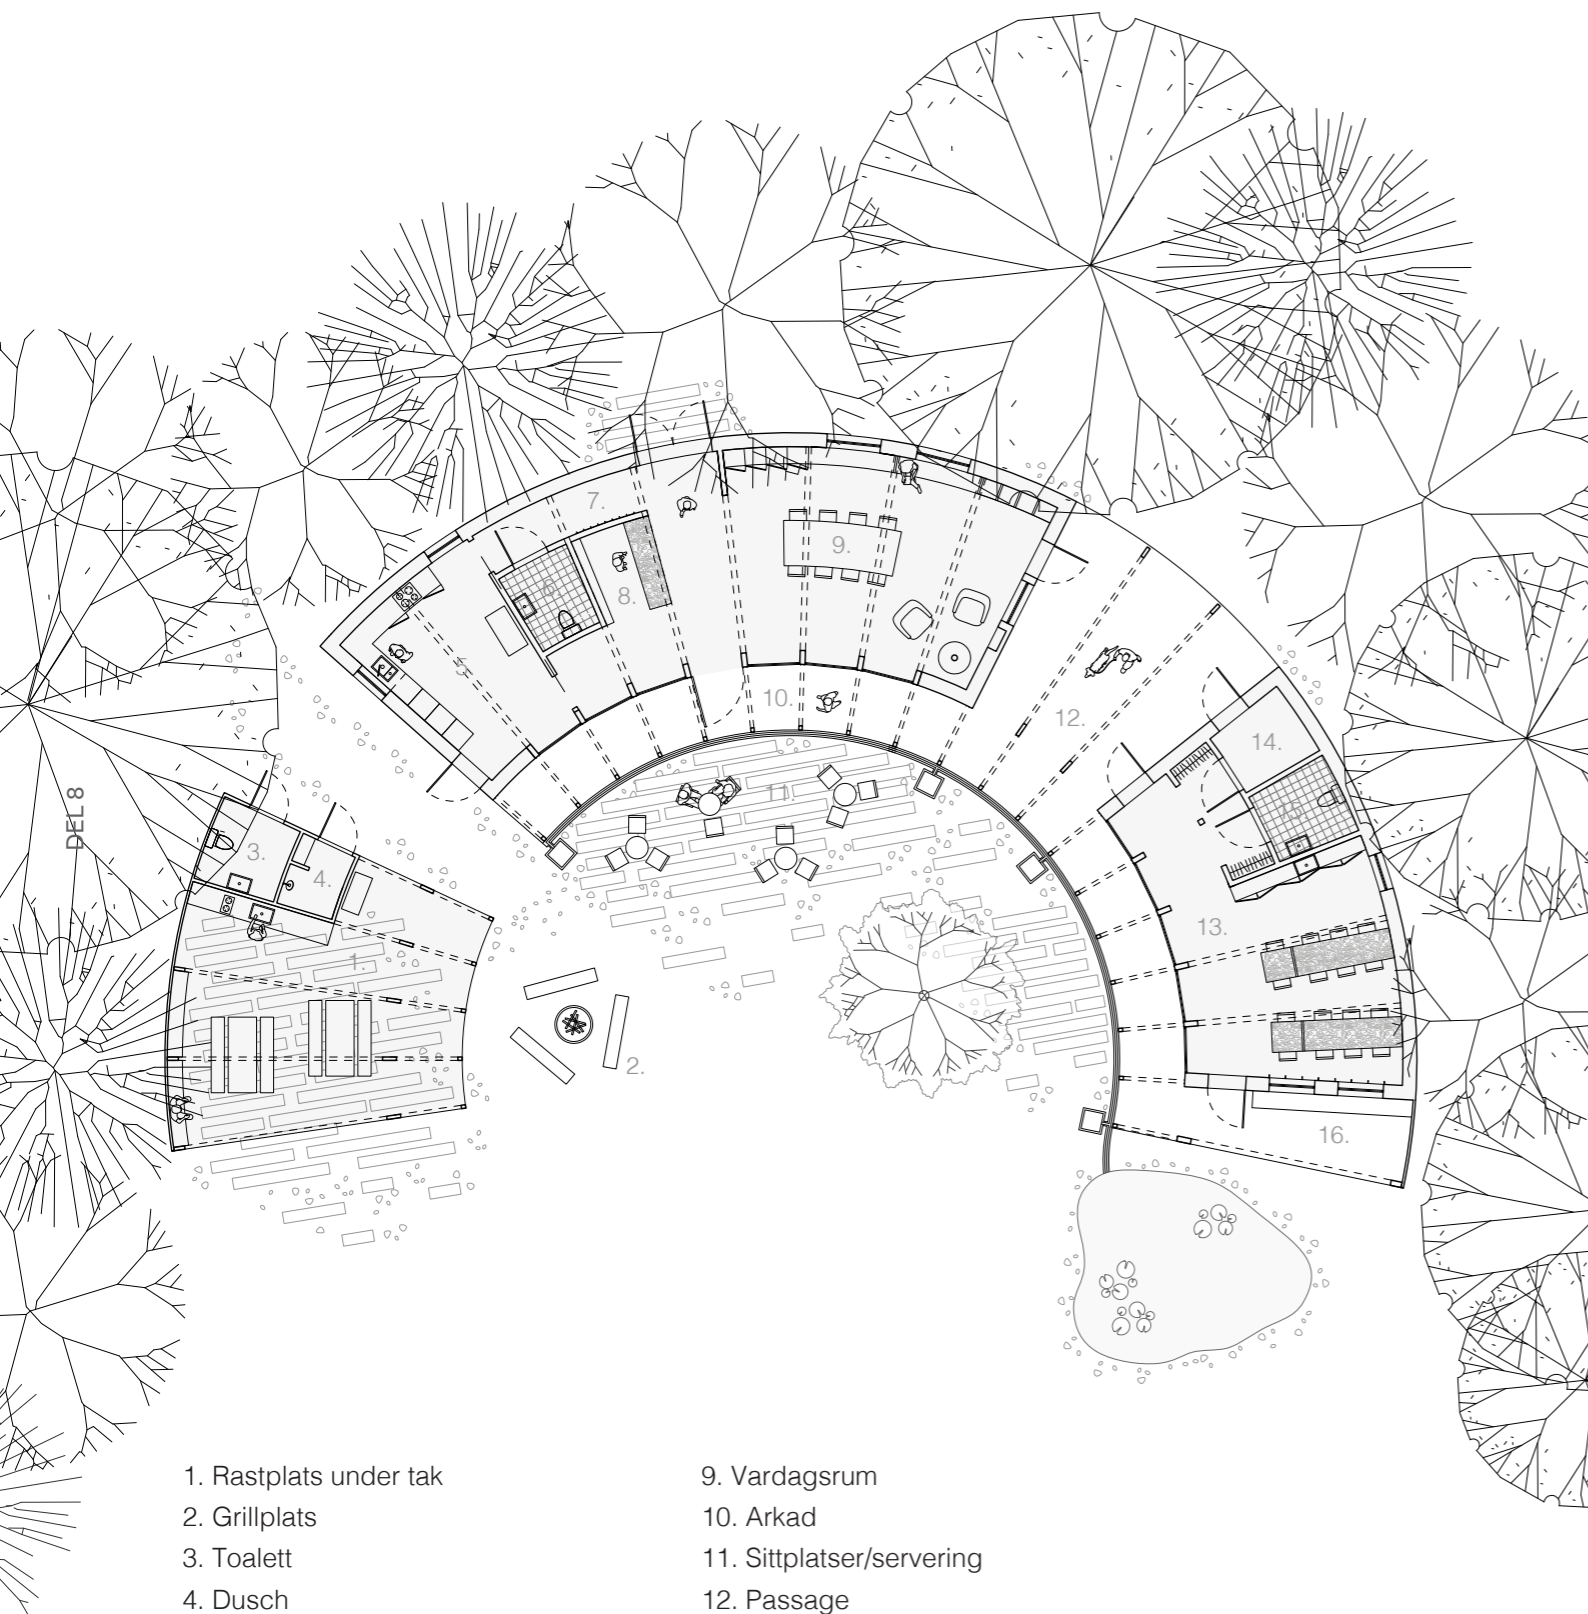 7.
9.
6.
8.
5.
10.
12.
14.
11.
15.
DEL 8
3.
4.
13.
1.
2.
16.
1. Rastplats under tak
2. Grillplats
3. Toalett
4. Dusch
9. Vardagsrum
10. Arkad
11. Sittplatser/servering
12. Passage